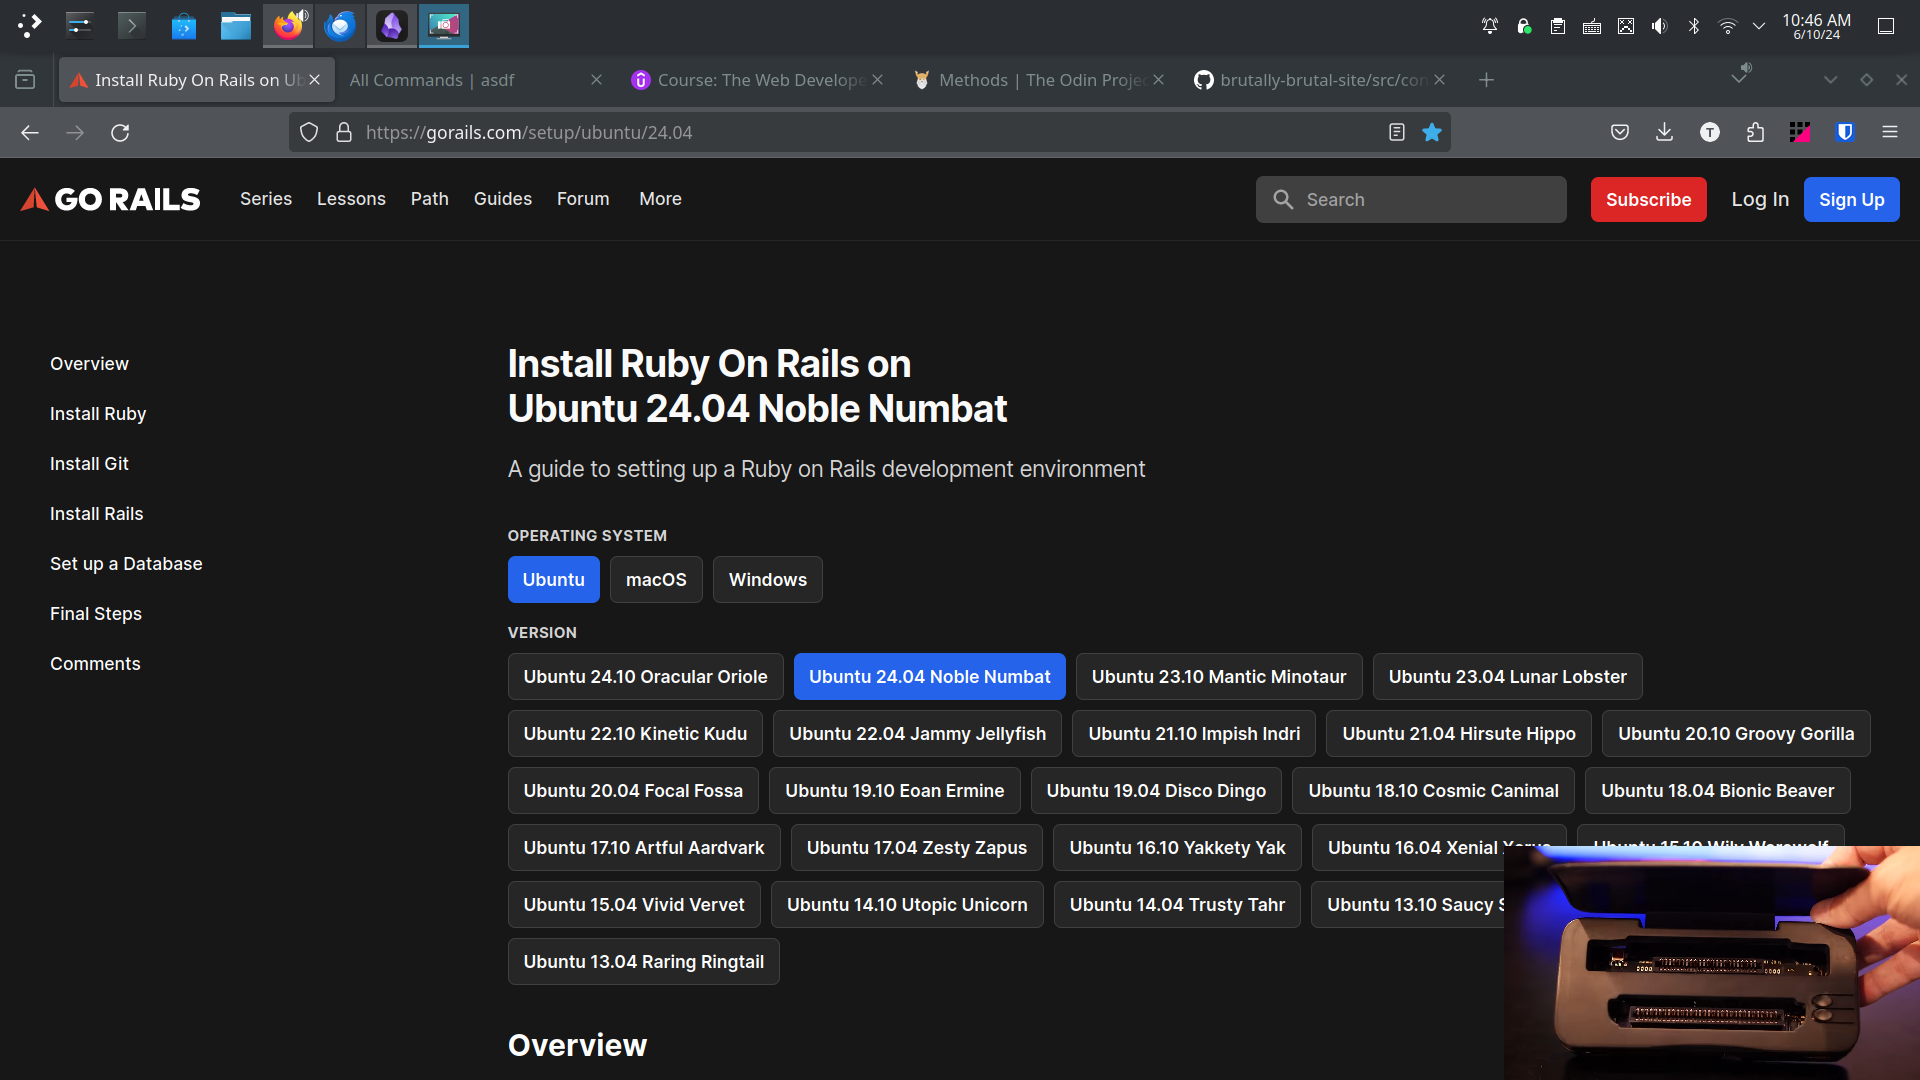 10:46 AM
6/10/24
Install Ruby On Rails on Ub
All Commands | asdf
Course: The Web Develope
Methods | The Odin Projec
brutally-brutal-site/src/con
https://gorails.com/setup/ubuntu/24.04
T
GO RAILS
Series
Lessons
Path
Guides
Forum
More
Search
Subscribe
Log In
Sign Up
Overview
Install Ruby
Install Git
Install Rails
Set up a Database
Final Steps
Comments
Install Ruby On Rails on
Ubuntu 24.04 Noble Numbat
A guide to setting up a Ruby on Rails development environment
OPERATING SYSTEM
Ubuntu macOS Windows
VERSION
Ubuntu 24.10 Oracular Oriole Ubuntu 24.04 Noble Numbat Ubuntu 23.10 Mantic Minotaur Ubuntu 23.04 Lunar Lobster
Ubuntu 22.10 Kinetic Kudu Ubuntu 22.04 Jammy Jellyfish Ubuntu 21.10 Impish Indri Ubuntu 21.04 Hirsute Hippo Ubuntu 20.10 Groovy Gorilla
Ubuntu 20.04 Focal Fossa Ubuntu 19.10 Eoan Ermine Ubuntu 19.04 Disco Dingo Ubuntu 18.10 Cosmic Canimal Ubuntu 18.04 Bionic Beaver
Ubuntu 17.10 Artful Aardvark Ubuntu 17.04 Zesty Zapus Ubuntu 16.10 Yakkety Yak Ubuntu 16.04 Xenial Xerus Ubuntu 15.10 Wily Werewolf
Ubuntu 15.04 Vivid Vervet Ubuntu 14.10 Utopic Unicorn Ubuntu 14.04 Trusty Tahr Ubuntu 13.10 Saucy S
Ubuntu 13.04 Raring Ringtail
Overview